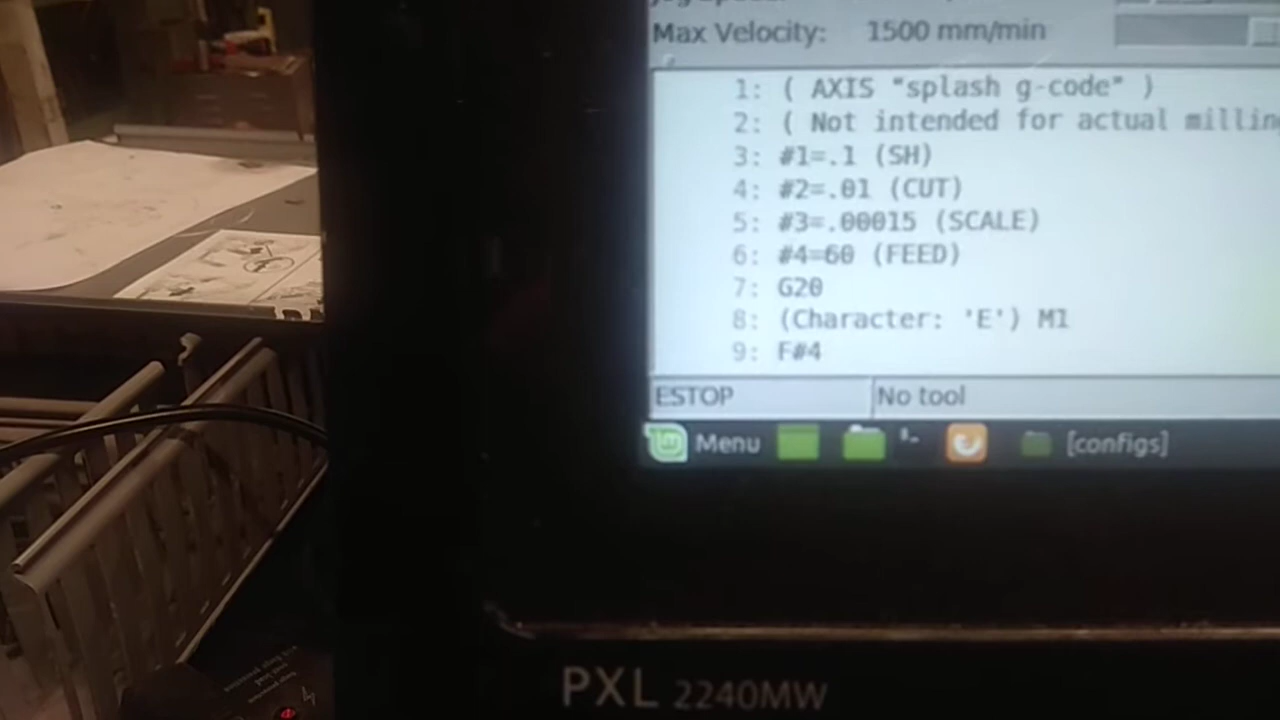 Max Velocity: 1500 mm/min
1: ( AXIS "splash g-code" )
2: ( Not intended for actual millin
3: #1=.1 (SH)
4: #2=.01 (CUT)
5: #3=.00015 (SCALE)
6: #4=60 (FEED)
7: G20
8: (Character: 'E') M1
9: F#4
ESTOP No tool
Menu [configs]
PXL 2240MW